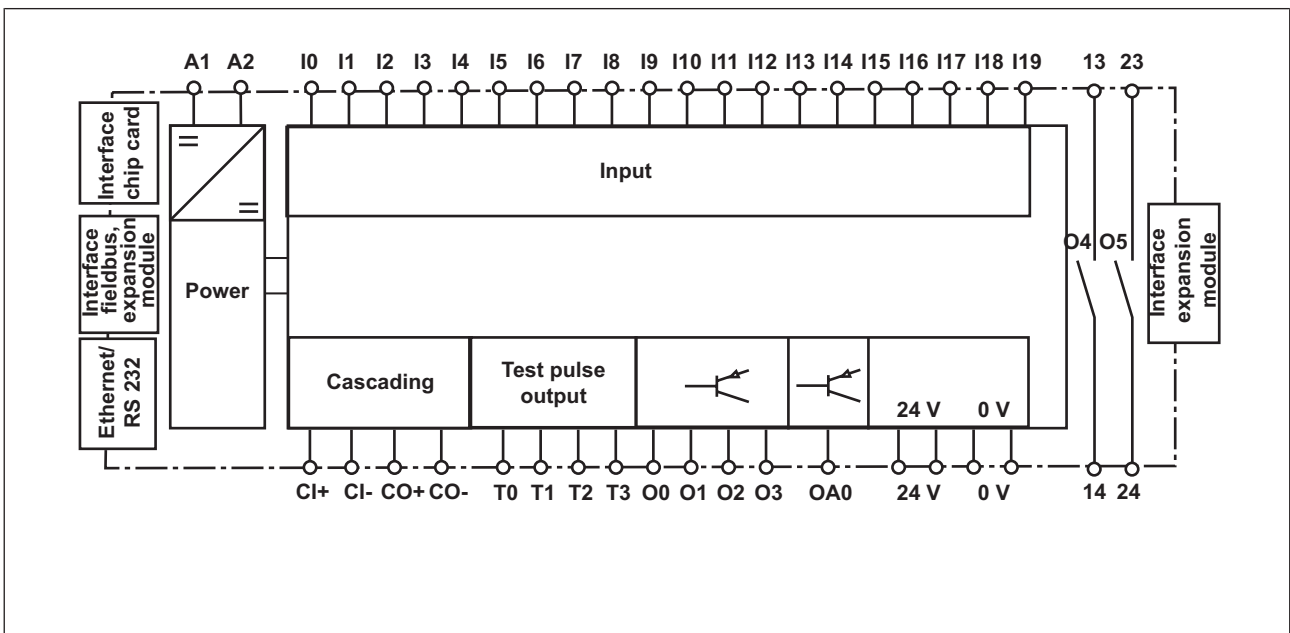 A1 A2 I0 I1 I2 I3 I4 I5 I6 I7 I8 I9 I10 I11 I12 I13 I14 I15 I16 I17 I18 I19 13 23
Interface
chip card
Input
Interface
fieldbus,
expansion
module
Power
O4 O5
Interface
expansion
module
Ethernet/
RS 232
Cascading
Test pulse
output
24 V 0 V
CI+ CI- CO+ CO- T0 T1 T2 T3 O0 O1 O2 O3 OA0 24 V 0 V 14 24